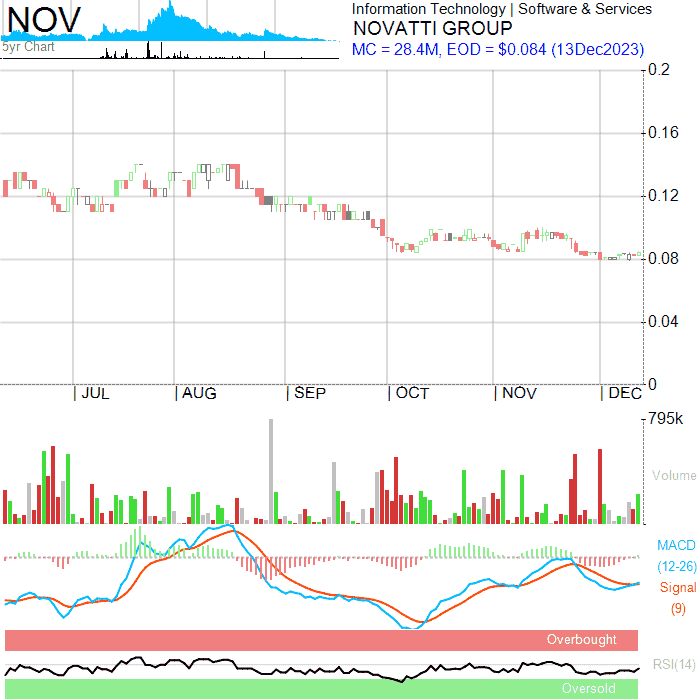 NOV
5yr Chart
Information Technology | Software & Services
NOVATTI GROUP
MC = 28.4M, EOD = $0.084 (13Dec2023)
0.2
0.16
0.12
0.08
0.04
0
| JUL | AUG | SEP | OCT | NOV | DEC
795k
Volume
MACD
(12-26)
Signal
(9)
Overbought
RSI(14)
Oversold